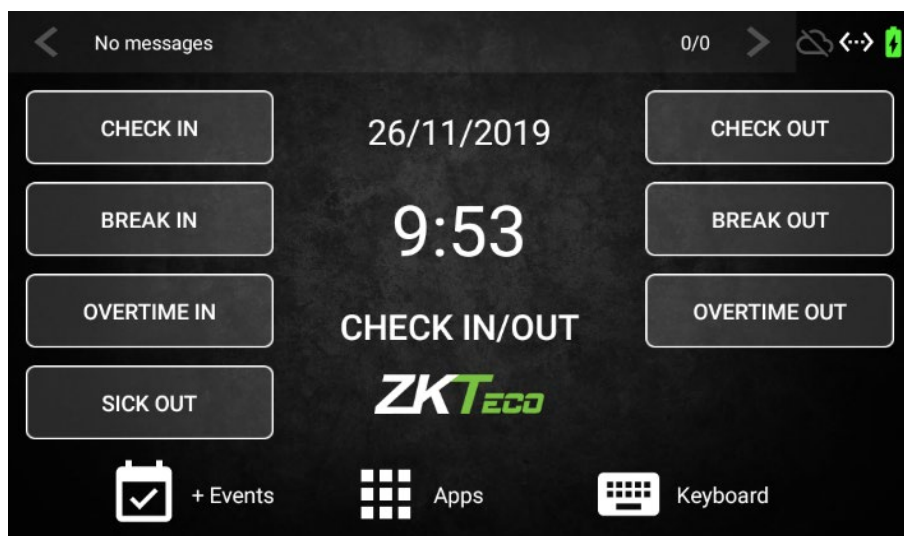 No messages 0/0
CHECK IN 26/11/2019 CHECK OUT
BREAK IN 9:53 BREAK OUT
OVERTIME IN CHECK IN/OUT OVERTIME OUT
SICK OUT ZKTECO
+ Events Apps Keyboard